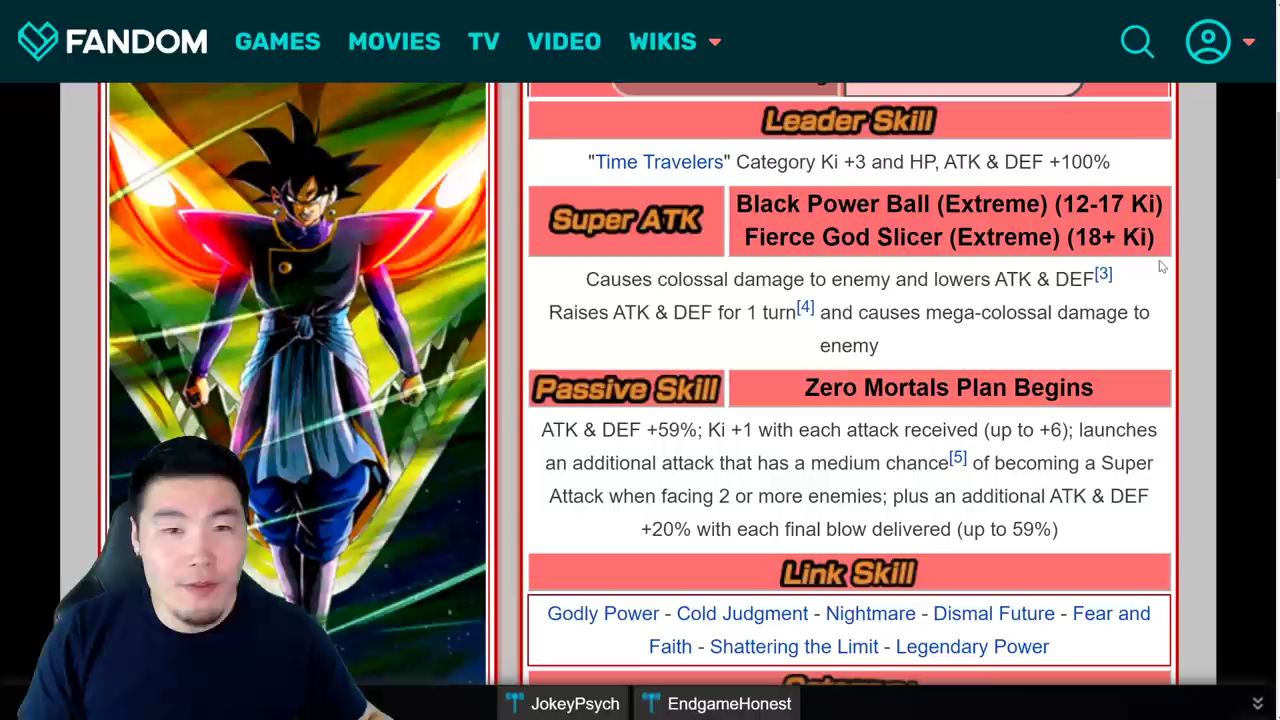 FANDOM GAMES MOVIES TV VIDEO WIKIS
Leader Skill
"Time Travelers" Category Ki +3 and HP, ATK & DEF +100%
Super ATK
Black Power Ball (Extreme) (12-17 Ki)
Fierce God Slicer (Extreme) (18+ Ki)
Causes colossal damage to enemy and lowers ATK & DEF[3]
Raises ATK & DEF for 1 turn[4] and causes mega-colossal damage to
enemy
Passive Skill
Zero Mortals Plan Begins
ATK & DEF +59%; Ki +1 with each attack received (up to +6); launches
an additional attack that has a medium chance[5] of becoming a Super
Attack when facing 2 or more enemies; plus an additional ATK & DEF
+20% with each final blow delivered (up to 59%)
Link Skill
Godly Power - Cold Judgment - Nightmare - Dismal Future - Fear and
Faith - Shattering the Limit - Legendary Power
JokeyPsych EndgameHonest